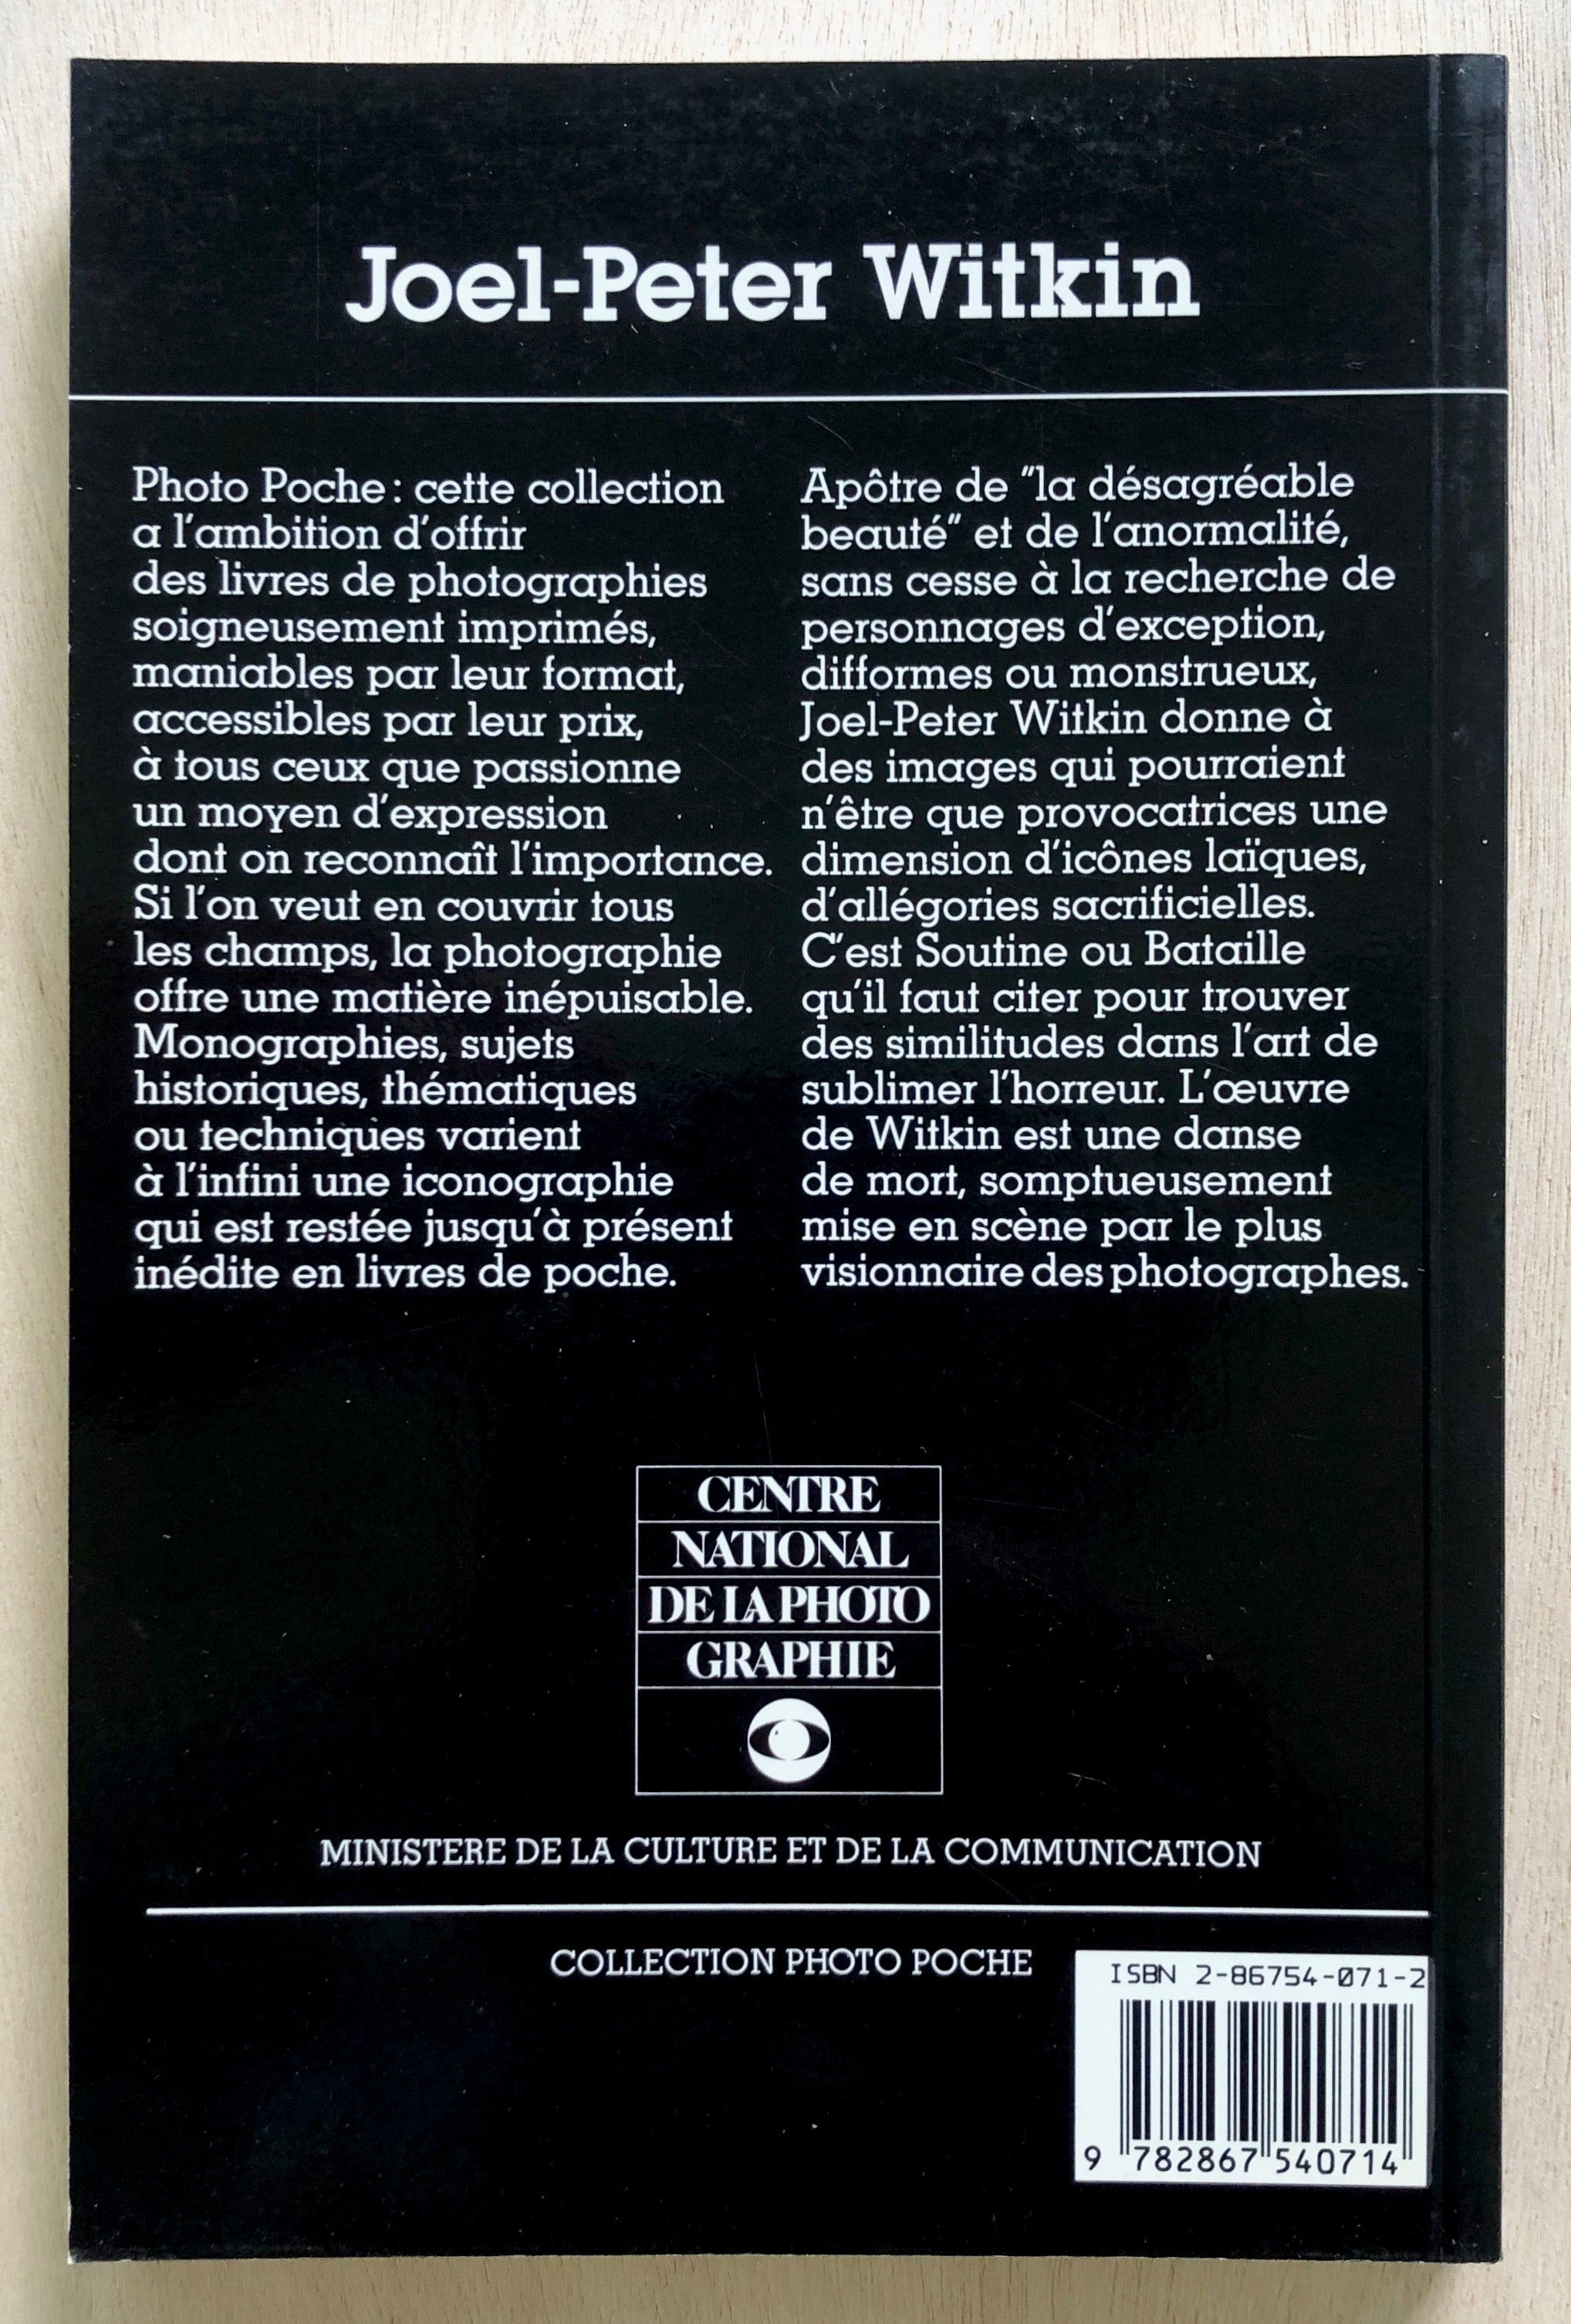 Joel-Peter Witkin
Photo Poche : cette collection
a l'ambition d'offrir
des livres de photographies
soigneusement imprimés,
maniables par leur format,
accessibles par leur prix,
à tous ceux que passionne
un moyen d'expression
dont on reconnaît l'importance.
Si l'on veut en couvrir tous
les champs, la photographie
offre une matière inépuisable.
Monographies, sujets
historiques, thématiques
ou techniques varient
à l'infini une iconographie
qui est restée jusqu'à présent
inédite en livres de poche.
Apôtre de "la désagréable
beauté" et de l'anormalité,
sans cesse à la recherche de
personnages d'exception,
difformes ou monstrueux,
Joel-Peter Witkin donne à
des images qui pourraient
n'être que provocatrices une
dimension d'icônes laïques,
d'allégories sacrificielles.
C'est Soutine ou Bataille
qu'il faut citer pour trouver
des similitudes dans l'art de
sublimer l'horreur. L'œuvre
de Witkin est une danse
de mort, somptueusement
mise en scène par le plus
visionnaire des photographes.
CENTRE
NATIONAL
DE LA PHOTO
GRAPHIE
MINISTERE DE LA CULTURE ET DE LA COMMUNICATION
COLLECTION PHOTO POCHE
ISBN 2-86754-071-2
9 782867 540714